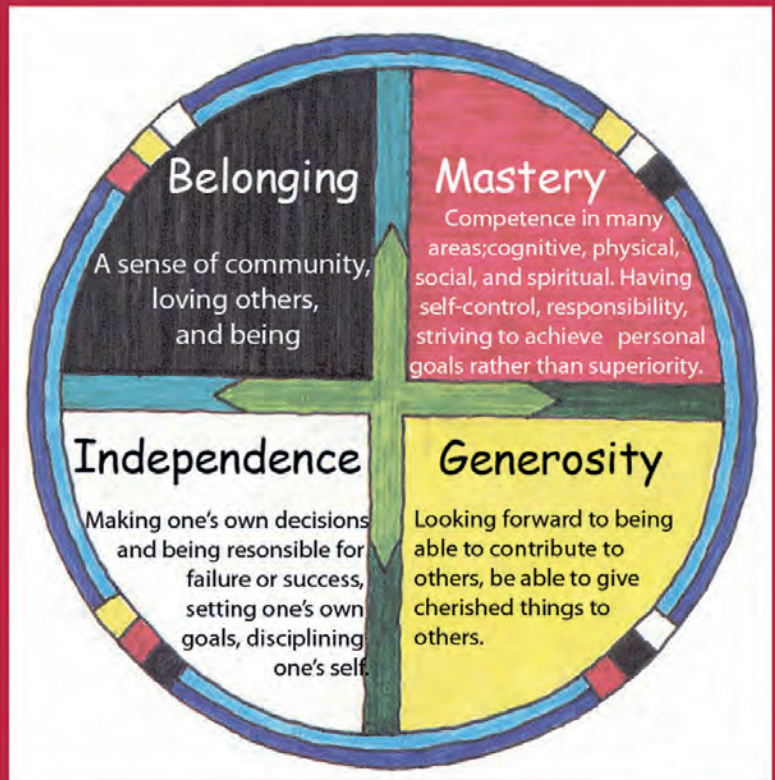 Belonging
A sense of community,
loving others,
and being
Mastery
Competence in many
areas;cognitive, physical,
social, and spiritual. Having
self-control, responsibility,
striving to achieve personal
goals rather than superiority.
Independence
Making one's own decisions
and being resonsible for
failure or success,
setting one's own
goals, disciplining
one's self.
Generosity
Looking forward to being
able to contribute to
others, be able to give
cherished things to
others.